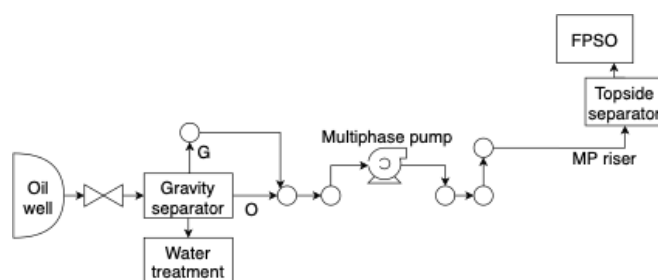 FPSO
Topside
separator
Multiphase pump
MP riser
G
Oil
well
Gravity
separator
O
Water
treatment